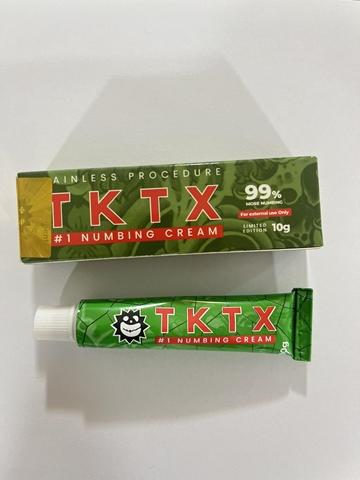 AINLESS PROCEDURE
TKTX
#1 NUMBING CREAM
99%
MORE NUMBING
For external use Only
LIMITED
EDITION 10g
TKTX
#1 NUMBING CREAM
0g